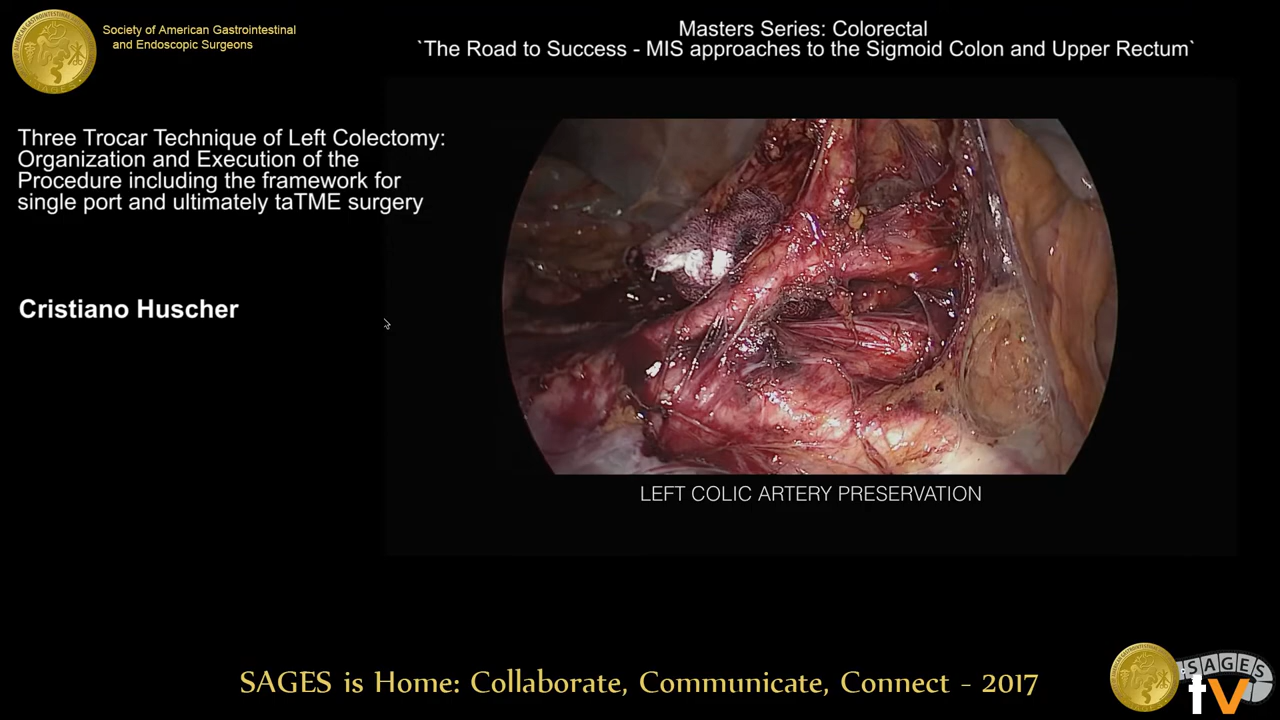 Society of American Gastrointestinal
and Endoscopic Surgeons
Masters Series: Colorectal
`The Road to Success - MIS approaches to the Sigmoid Colon and Upper Rectum`
Three Trocar Technique of Left Colectomy:
Organization and Execution of the
Procedure including the framework for
single port and ultimately taTME surgery
Cristiano Huscher
LEFT COLIC ARTERY PRESERVATION
SAGES is Home: Collaborate, Communicate, Connect - 2017
SAGES
tv